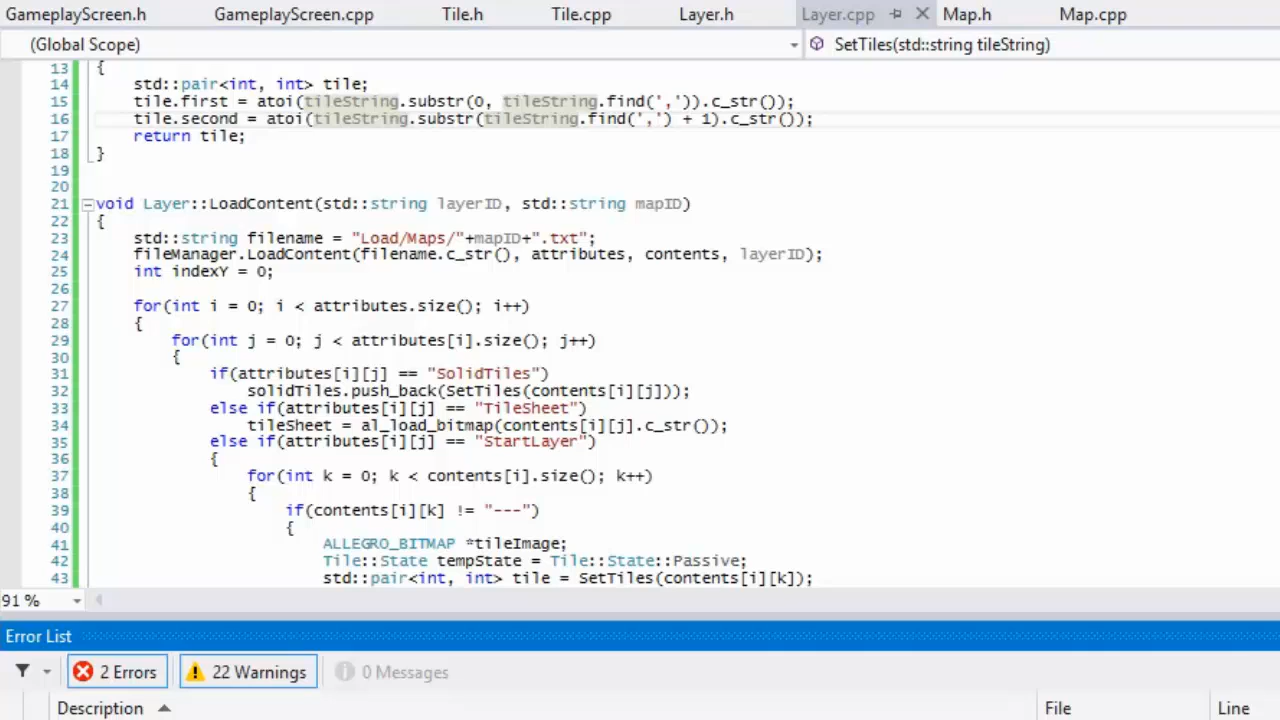 GameplayScreen.h GameplayScreen.cpp Tile.h Tile.cpp Layer.h Layer.cpp Map.h Map.cpp
(Global Scope) SetTiles(std::string tileString)
13 {
14 std::pair<int, int> tile;
15 tile.first = atoi(tileString.substr(0, tileString.find(',')).c_str());
16 tile.second = atoi(tileString.substr(tileString.find(',') + 1).c_str());
17 return tile;
18 }
19
20
21 void Layer::LoadContent(std::string layerID, std::string mapID)
22 {
23 std::string filename = "Load/Maps/"+mapID+".txt";
24 fileManager.LoadContent(filename.c_str(), attributes, contents, layerID);
25 int indexY = 0;
26
27 for(int i = 0; i < attributes.size(); i++)
28 {
29 for(int j = 0; j < attributes[i].size(); j++)
30 {
31 if(attributes[i][j] == "SolidTiles")
32 solidTiles.push_back(SetTiles(contents[i][j]));
33 else if(attributes[i][j] == "TileSheet")
34 tileSheet = al_load_bitmap(contents[i][j].c_str());
35 else if(attributes[i][j] == "StartLayer")
36 {
37 for(int k = 0; k < contents[i].size(); k++)
38 {
39 if(contents[i][k] != "---")
40 {
41 ALLEGRO_BITMAP *tileImage;
42 Tile::State tempState = Tile::State::Passive;
43 std::pair<int, int> tile = SetTiles(contents[i][k]);
91 %
Error List
2 Errors 22 Warnings 0 Messages
Description File Line